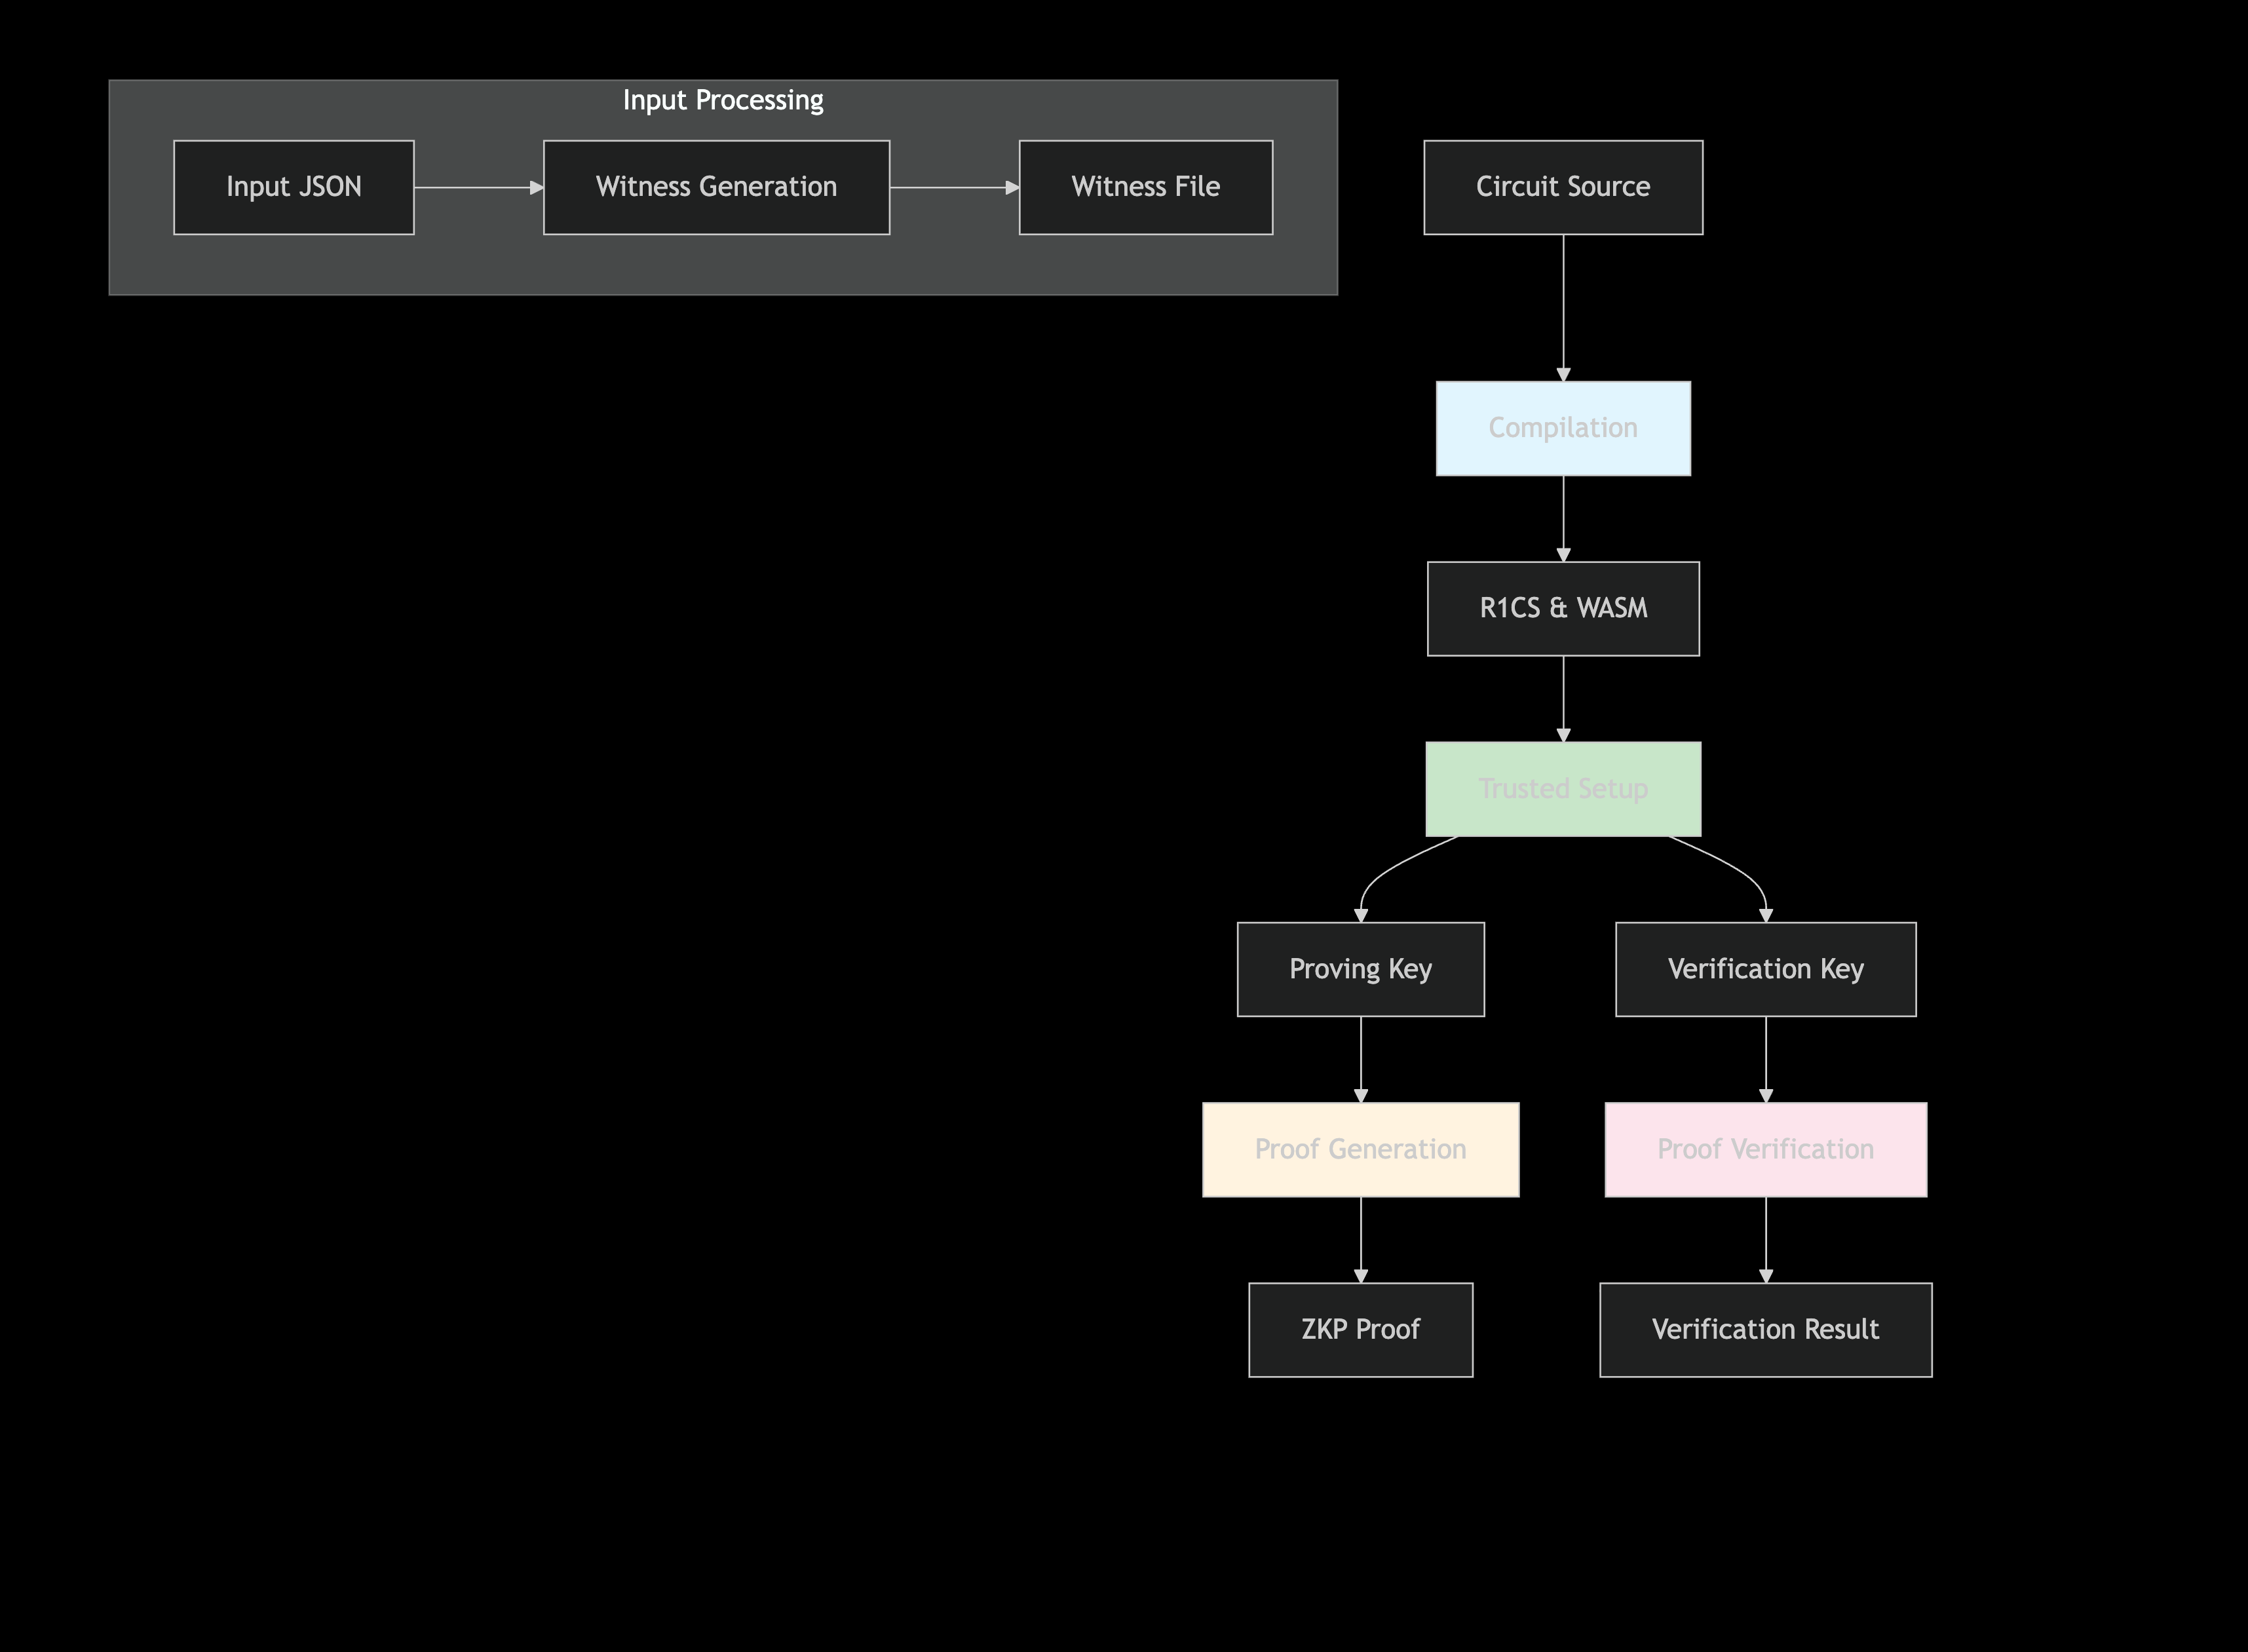 Input Processing
Input JSON
Witness Generation
Witness File
Circuit Source
Compilation
R1CS & WASM
Trusted Setup
Proving Key
Verification Key
Proof Generation
Proof Verification
ZKP Proof
Verification Result